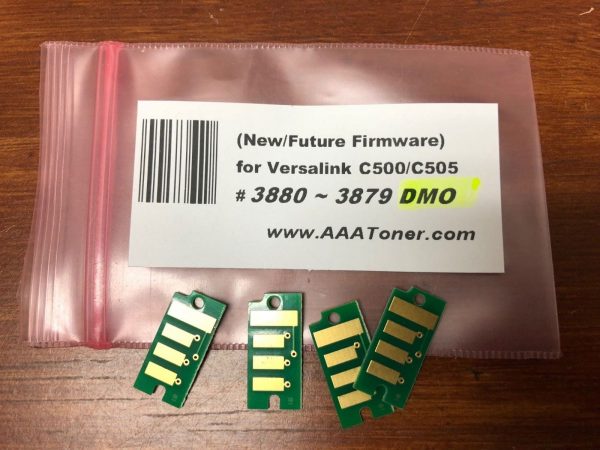 (New/Future Firmware)
for Versalink C500/C505
# 3880 ~ 3879 DMO
www.AAAToner.com